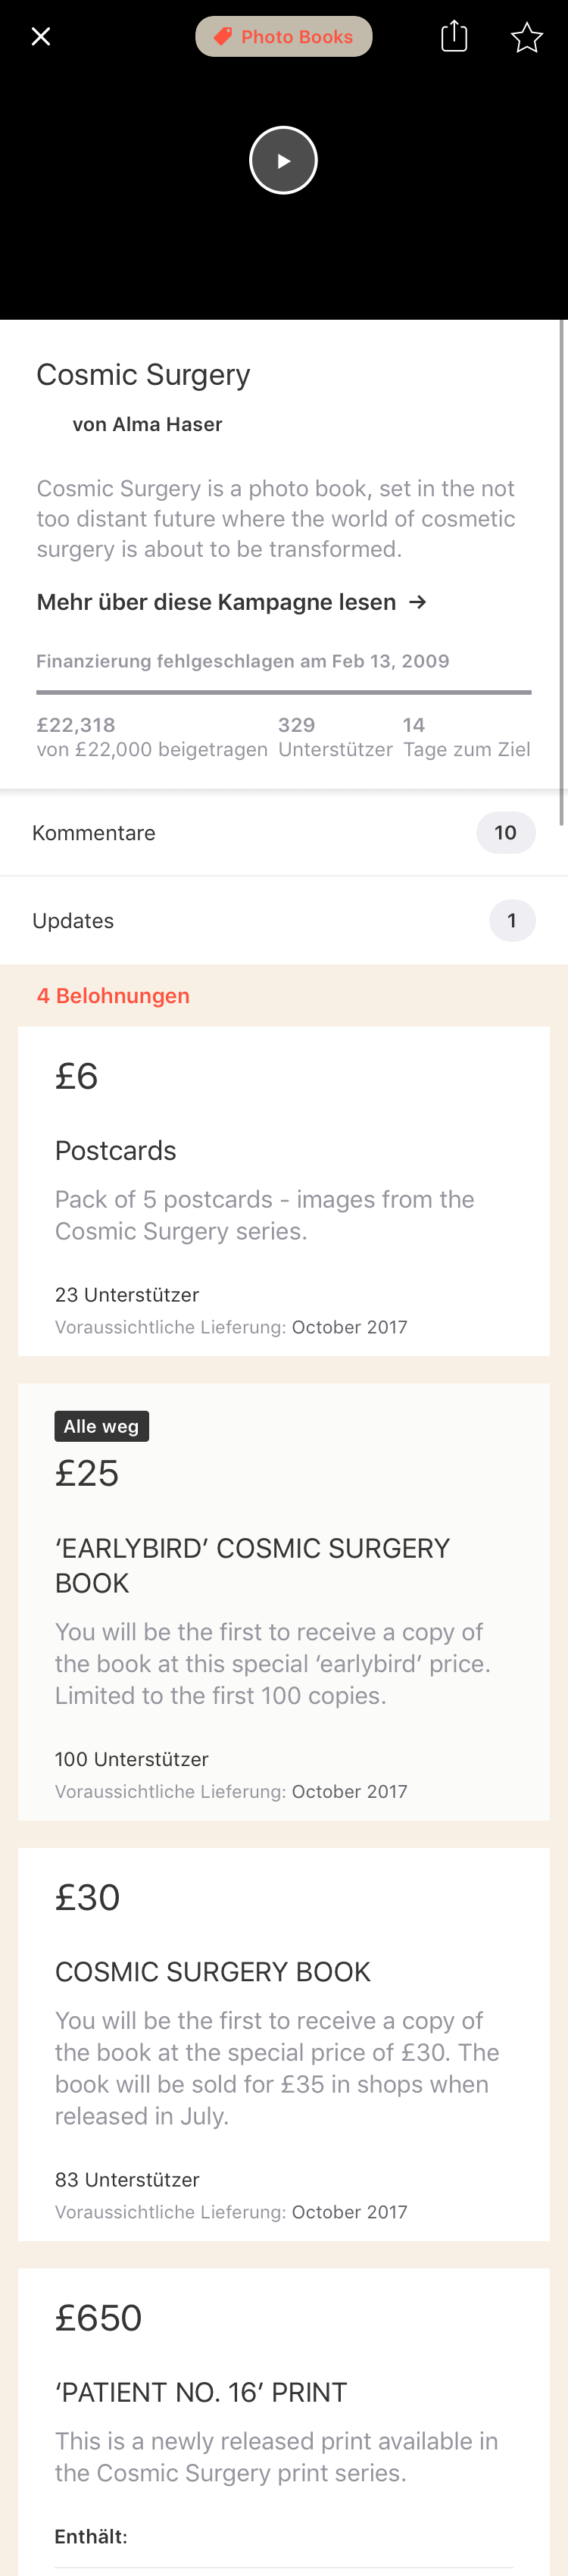 Photo Books
Cosmic Surgery
von Alma Haser
Cosmic Surgery is a photo book, set in the not
too distant future where the world of cosmetic
surgery is about to be transformed.
Mehr über diese Kampagne lesen →
Finanzierung fehlgeschlagen am Feb 13, 2009
£22,318
von £22,000 beigetragen
329
Unterstützer
14
Tage zum Ziel
Kommentare
10
Updates
1
4 Belohnungen
£6
Postcards
Pack of 5 postcards - images from the
Cosmic Surgery series.
23 Unterstützer
Voraussichtliche Lieferung: October 2017
Alle weg
£25
‘EARLYBIRD’ COSMIC SURGERY
BOOK
You will be the first to receive a copy of
the book at this special ‘earlybird’ price.
Limited to the first 100 copies.
100 Unterstützer
Voraussichtliche Lieferung: October 2017
£30
COSMIC SURGERY BOOK
You will be the first to receive a copy of
the book at the special price of £30. The
book will be sold for £35 in shops when
released in July.
83 Unterstützer
Voraussichtliche Lieferung: October 2017
£650
‘PATIENT NO. 16’ PRINT
This is a newly released print available in
the Cosmic Surgery print series.
Enthält: